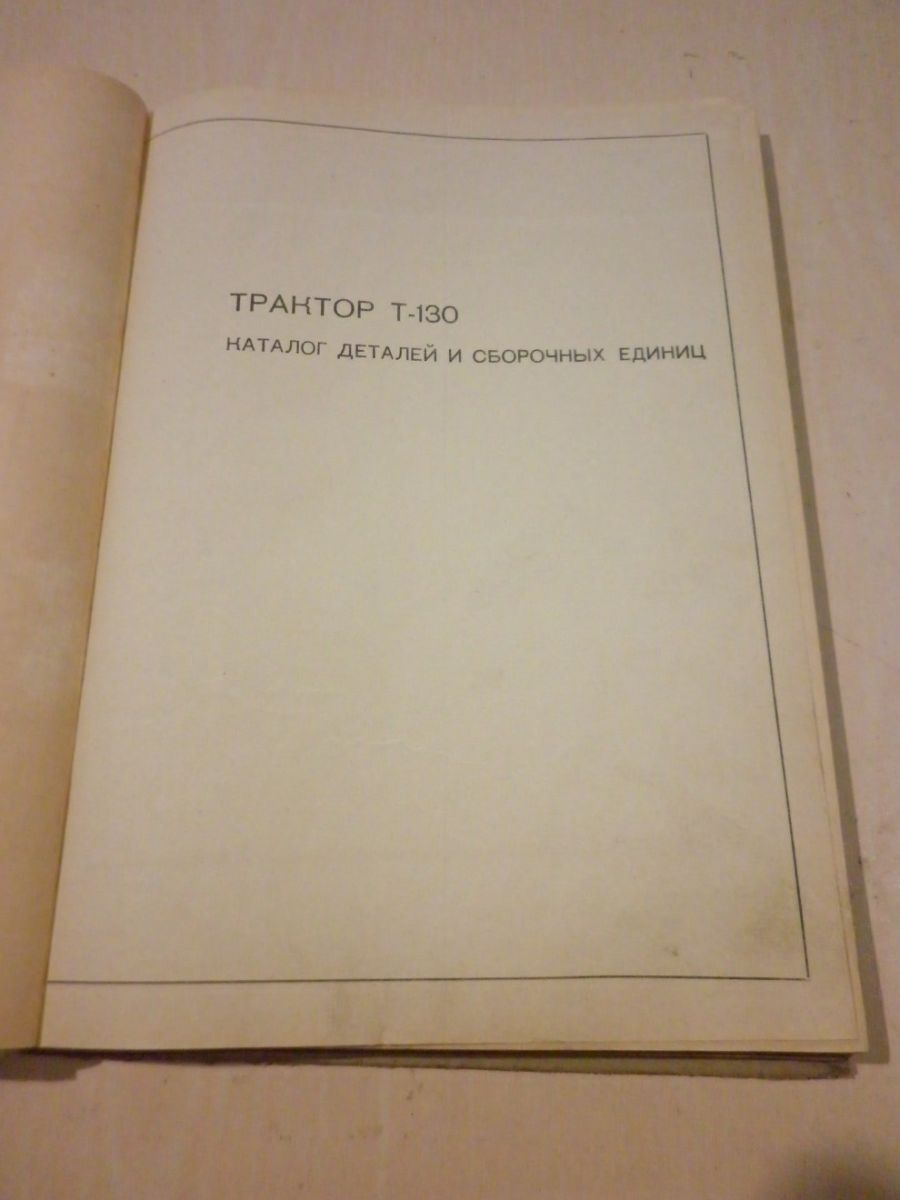 ТРАКТОР Т-130
КАТАЛОГ ДЕТАЛЕЙ И СБОРОЧНЫХ ЕДИНИЦ